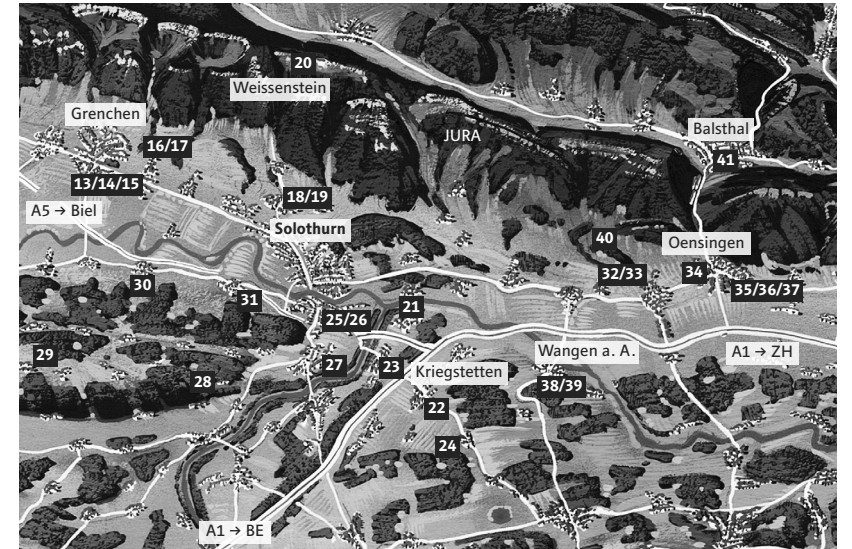 20
Weissenstein
Grenchen
JURA
Balsthal
16/17
41
13/14/15
18/19
A5 → Biel
Solothurn
40
Oensingen
32/33
34
30
35/36/37
31
21
25/26
29
27
23
Wangen a. A.
A1 → ZH
Kriegstetten
28
38/39
22
24
A1 → BE